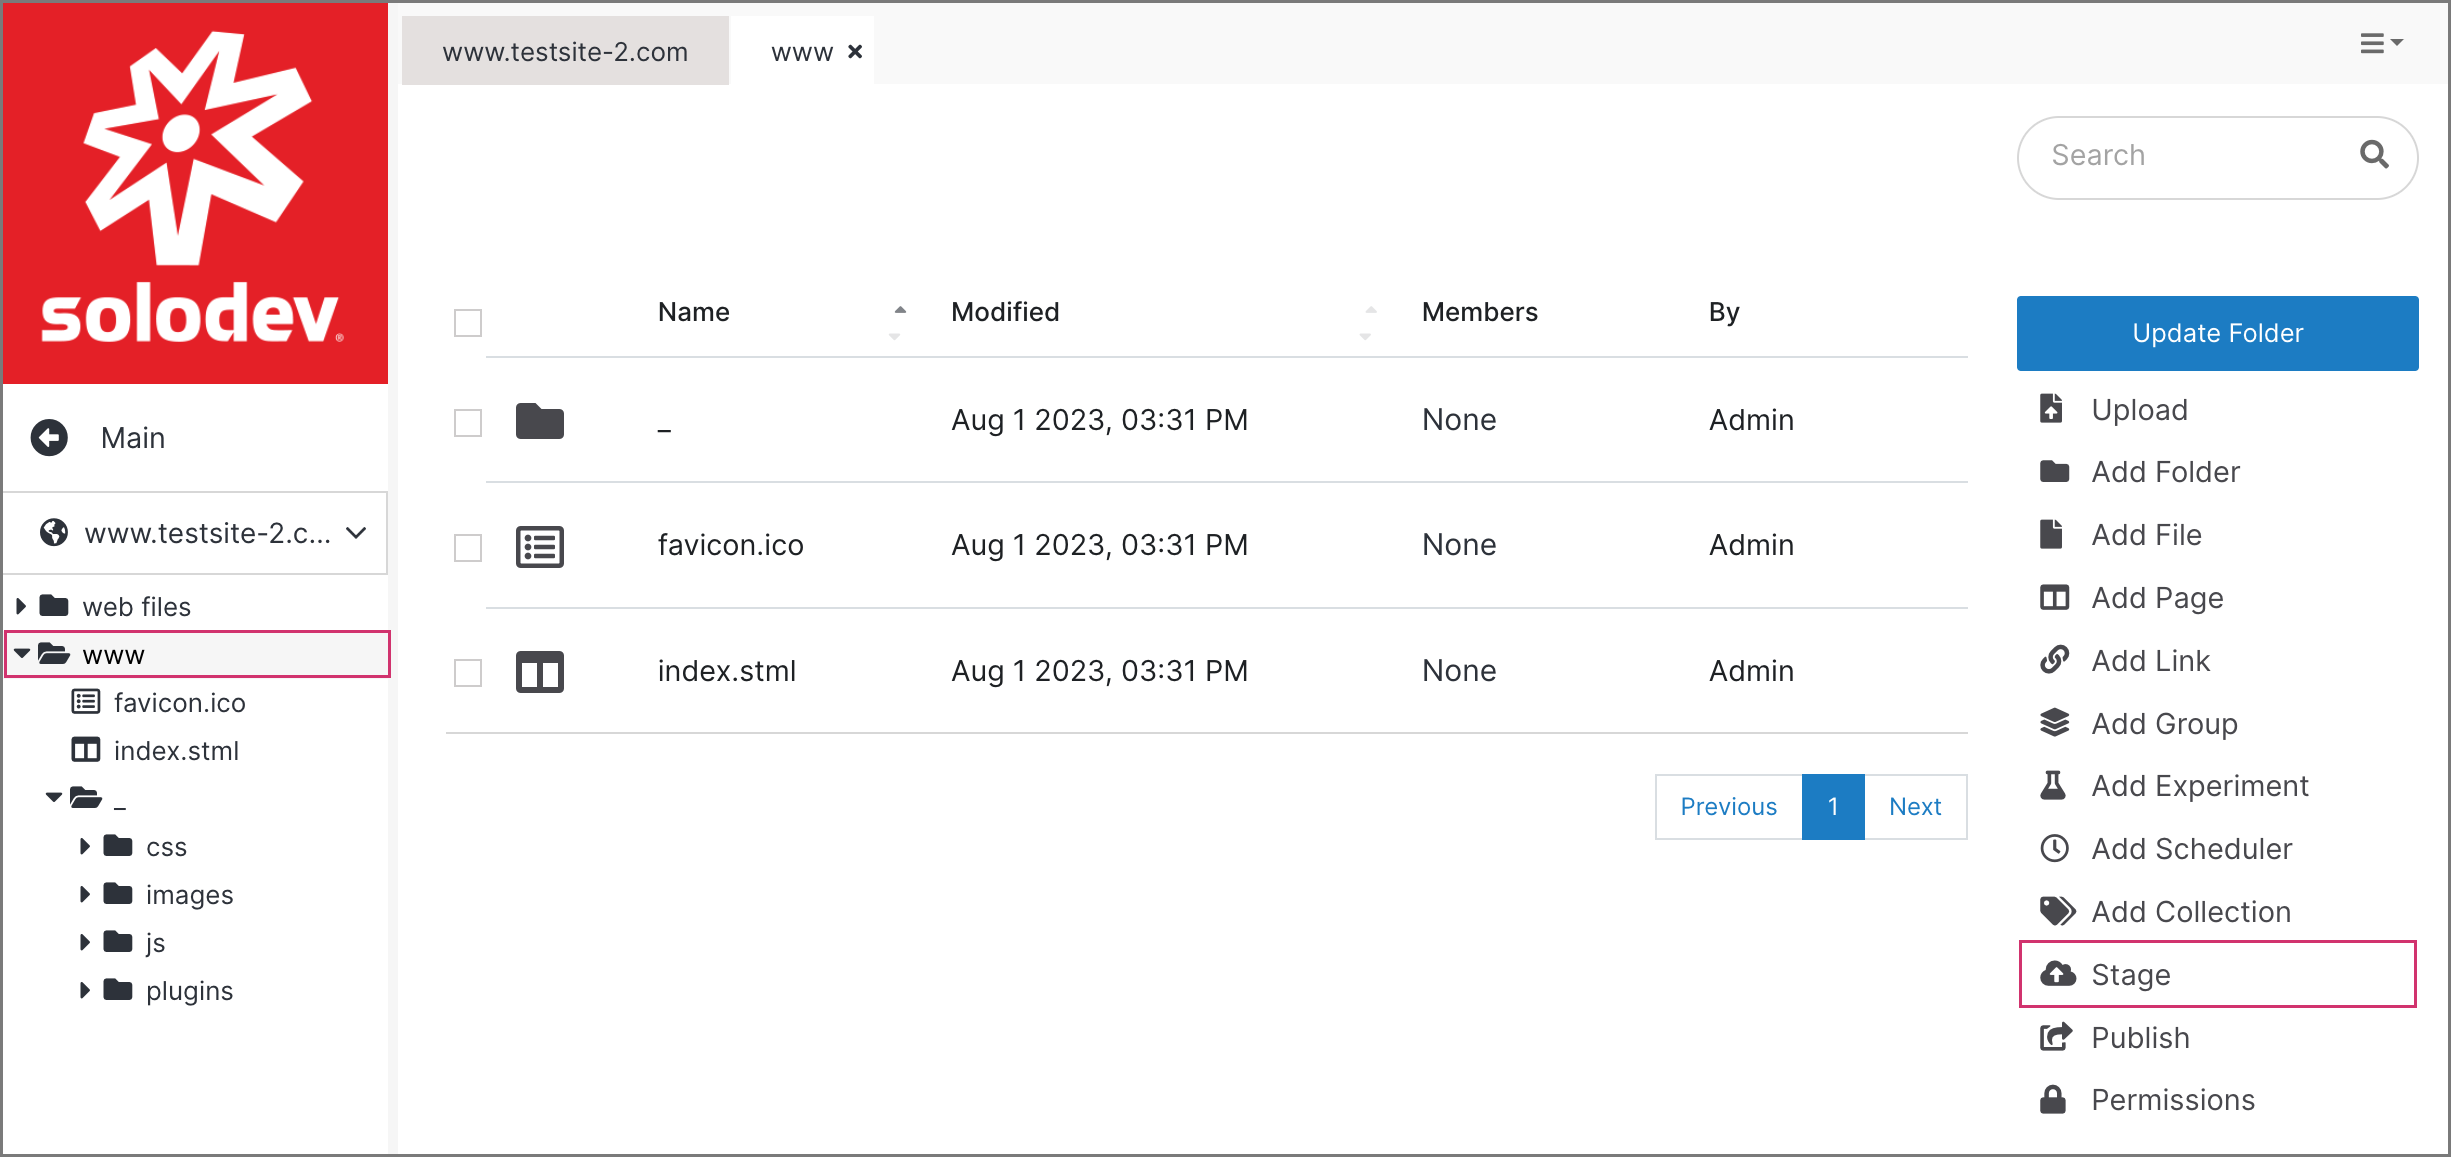 solodev
Main
www.testsite-2.c...
web files
www
favicon.ico
index.stml
_
css
images
js
plugins
www.testsite-2.com
www
Name Modified Members By
_ Aug 1 2023, 03:31 PM None Admin
favicon.ico Aug 1 2023, 03:31 PM None Admin
index.stml Aug 1 2023, 03:31 PM None Admin
Previous 1 Next
Search
Update Folder
Upload
Add Folder
Add File
Add Page
Add Link
Add Group
Add Experiment
Add Scheduler
Add Collection
Stage
Publish
Permissions